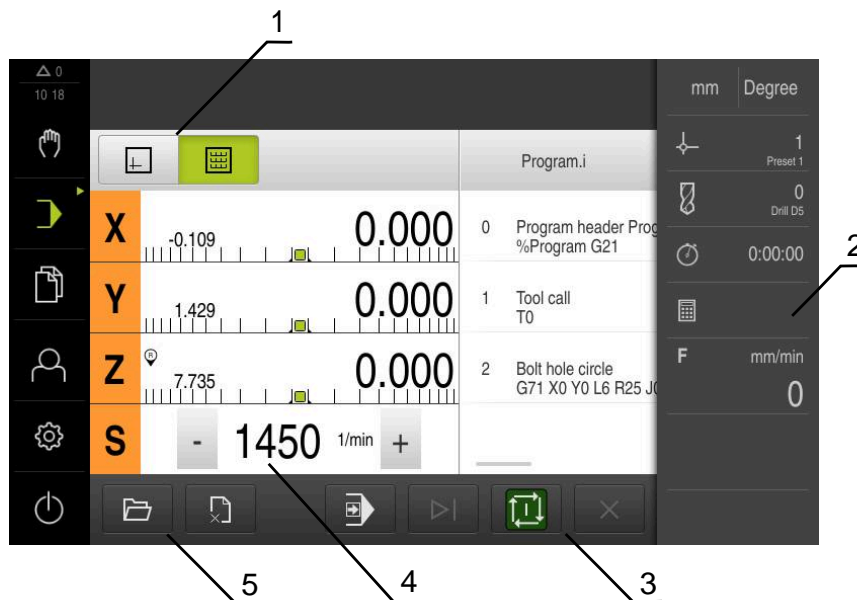 1
0
10 18
mm Degree
Program.i
1
Preset 1
X -0.109 0.000
0 Program header Prog
%Program G21
0
Drill D5
0:00:00
2
Y 1.429 0.000
1 Tool call
T0
Z R 7.735 0.000
2 Bolt hole circle
G71 X0 Y0 L6 R25 J0
F mm/min
0
S - 1450 1/min +
I
5
4
3